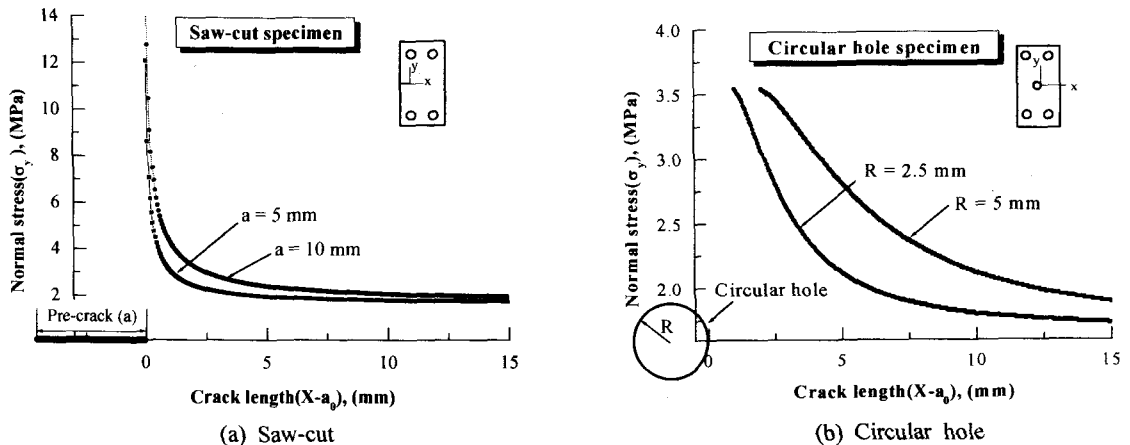 Saw-cut specimen
y
x
Normal stress(σy), (MPa)
14
12
10
8
6
4
2
a = 5 mm
a = 10 mm
Pre-crack (a)
0
5
10
15
Crack length(X-a0), (mm)
(a) Saw-cut
Circular hole specimen
y
x
Normal stress(σy), (MPa)
4.0
3.5
3.0
2.5
2.0
R = 2.5 mm
R = 5 mm
Circular hole
R
0
5
10
15
Crack length(X-a0), (mm)
(b) Circular hole